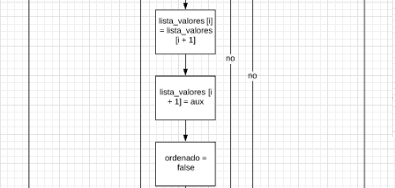 lista_valores [i]
= lista_valores
[i + 1]
no
no
lista_valores [i
+ 1] = aux
ordenado =
false